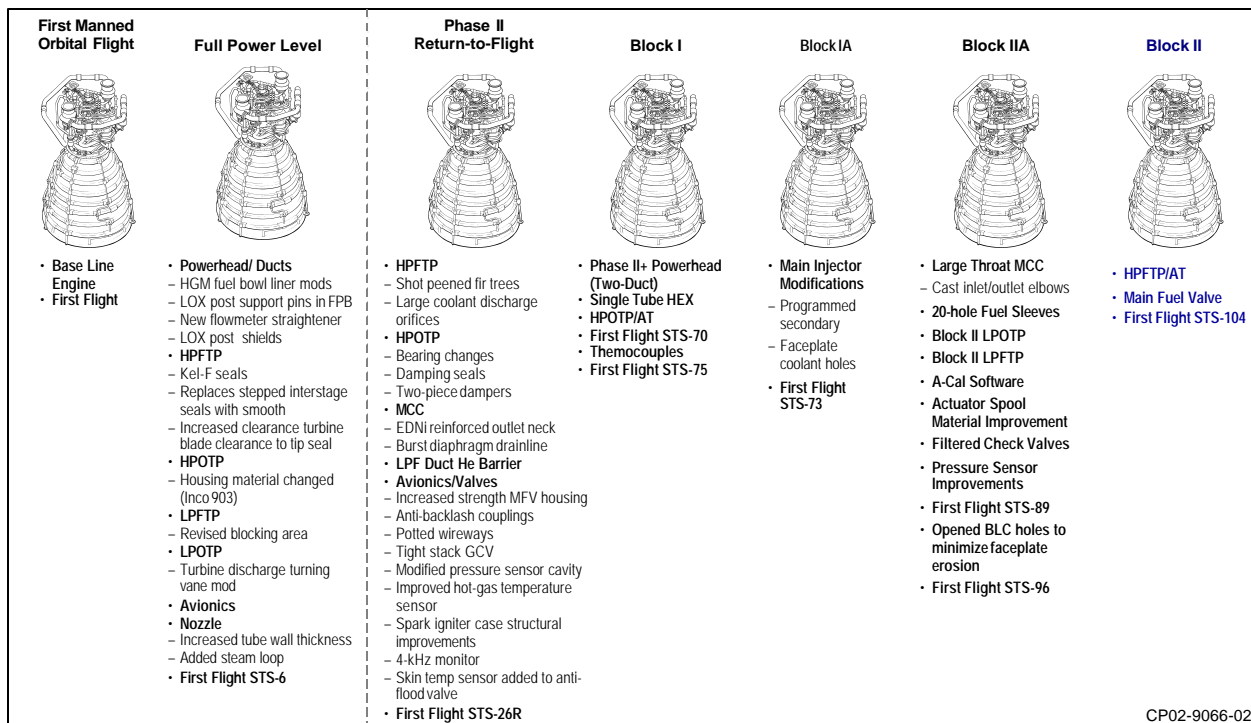 First Manned
Orbital Flight
• Base Line
Engine
• First Flight
Full Power Level
• Powerhead/ Ducts
– HGM fuel bowl liner mods
– LOX post support pins in FPB
– New flowmeter straightener
– LOX post shields
• HPFTP
– Kel-F seals
– Replaces stepped interstage
seals with smooth
– Increased clearance turbine
blade clearance to tip seal
• HPOTP
– Housing material changed
(Inco 903)
• LPFTP
– Revised blocking area
• LPOTP
– Turbine discharge turning
vane mod
• Avionics
• Nozzle
– Increased tube wall thickness
– Added steam loop
• First Flight STS-6
Phase II
Return-to-Flight
• HPFTP
– Shot peened fir trees
– Large coolant discharge
orifices
• HPOTP
– Bearing changes
– Damping seals
– Two-piece dampers
• MCC
– EDNi reinforced outlet neck
– Burst diaphragm drainline
• LPF Duct He Barrier
• Avionics/Valves
– Increased strength MFV housing
– Anti-backlash couplings
– Potted wireways
– Tight stack GCV
– Modified pressure sensor cavity
– Improved hot-gas temperature
sensor
– Spark igniter case structural
improvements
– 4-kHz monitor
– Skin temp sensor added to anti-
flood valve
• First Flight STS-26R
Block I
• Phase II+ Powerhead
(Two-Duct)
• Single Tube HEX
• HPOTP/AT
• First Flight STS-70
• Themocouples
• First Flight STS-75
Block IA
• Main Injector
Modifications
– Programmed
secondary
– Faceplate
coolant holes
• First Flight
STS-73
Block IIA
• Large Throat MCC
– Cast inlet/outlet elbows
• 20-hole Fuel Sleeves
• Block II LPOTP
• Block II LPFTP
• A-Cal Software
• Actuator Spool
Material Improvement
• Filtered Check Valves
• Pressure Sensor
Improvements
• First Flight STS-89
• Opened BLC holes to
minimize faceplate
erosion
• First Flight STS-96
Block II
• HPFTP/AT
• Main Fuel Valve
• First Flight STS-104
CP02-9066-02